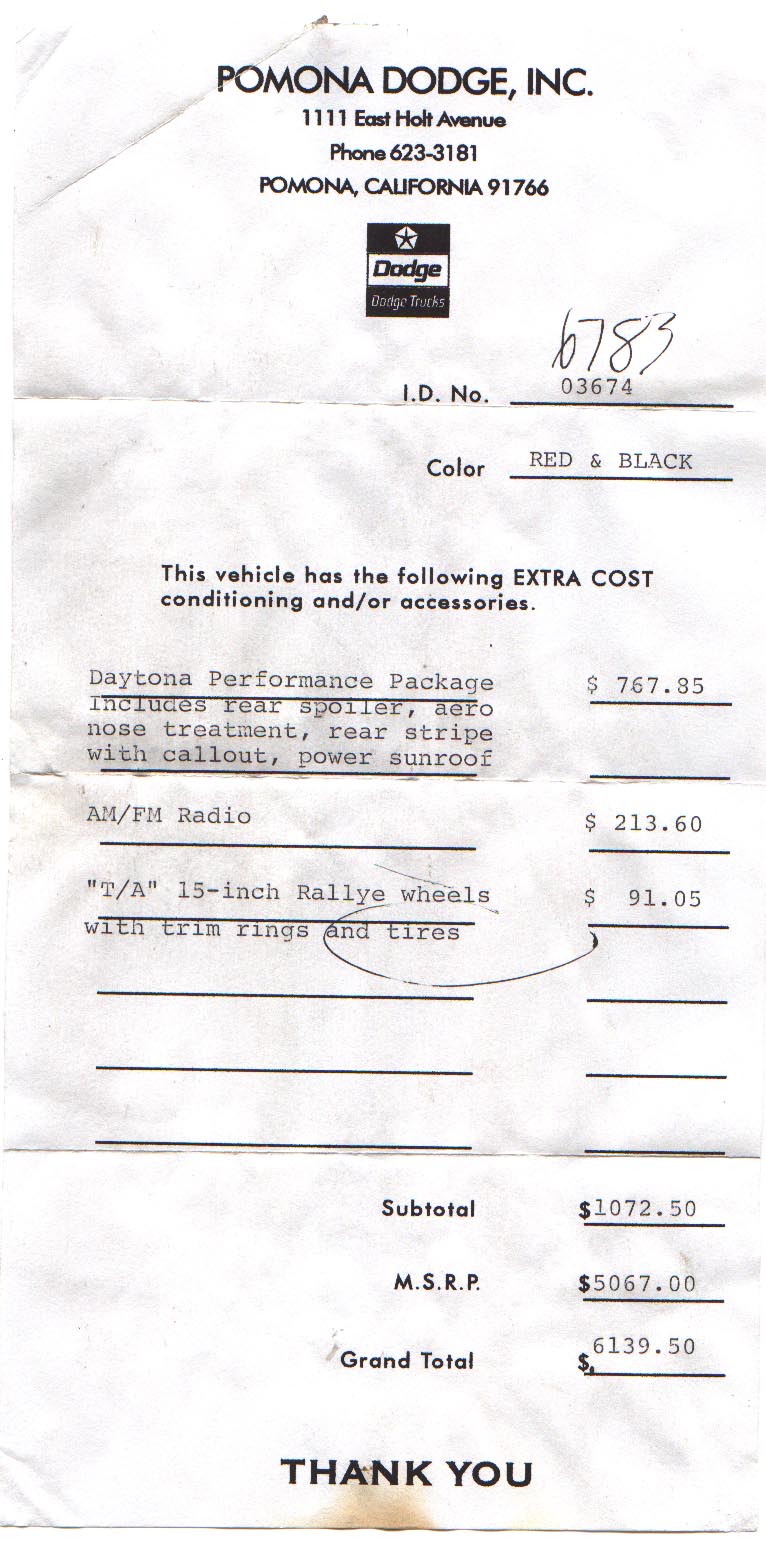 POMONA DODGE, INC.
1111 East Holt Avenue
Phone 623-3181
POMONA, CALIFORNIA 91766
Dodge
Dodge Trucks
6783
I.D. No. 03674
Color RED & BLACK
This vehicle has the following EXTRA COST
conditioning and/or accessories.
Daytona Performance Package $ 767.85
includes rear spoiler, aero
nose treatment, rear stripe
with callout, power sunroof
AM/FM Radio $ 213.60
"T/A" 15-inch Rallye wheels $ 91.05
with trim rings and tires
Subtotal $1072.50
M.S.R.P. $5067.00
Grand Total $6139.50
THANK YOU